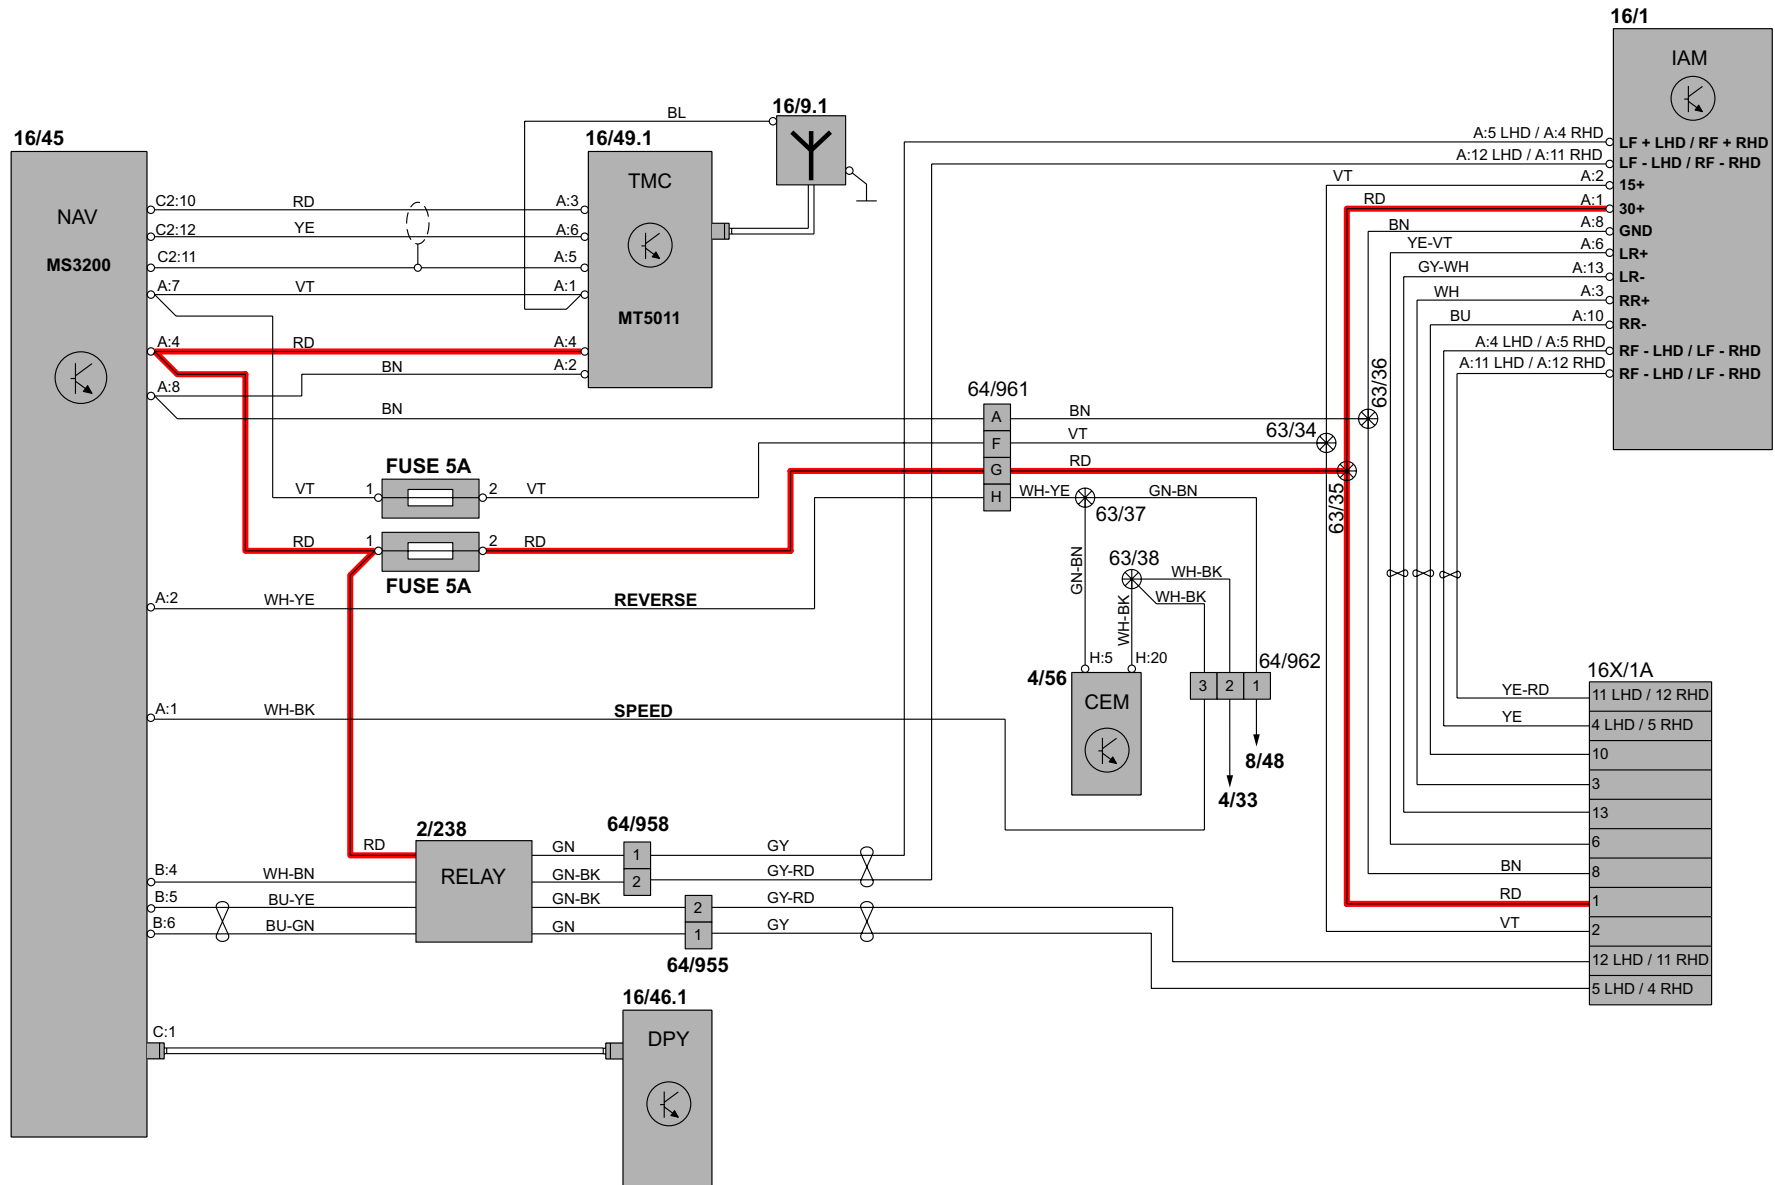 16/1
IAM
A:5 LHD / A:4 RHD
LF + LHD / RF + RHD
A:12 LHD / A:11 RHD
LF - LHD / RF - RHD
VT
A:2
15+
RD
A:1
30+
BN
A:8
GND
YE-VT
A:6
LR+
GY-WH
A:13
LR-
WH
A:3
RR+
BU
A:10
RR-
A:4 LHD / A:5 RHD
RF - LHD / LF - RHD
A:11 LHD / A:12 RHD
RF - LHD / LF - RHD
16/45
NAV
MS3200
16/49.1
TMC
MT5011
16/9.1
BL
C2:10
RD
A:3
C2:12
YE
A:6
C2:11
A:5
A:7
VT
A:1
A:4
RD
A:4
BN
A:2
A:8
BN
64/961
A
BN
63/36
F
VT
63/34
G
RD
63/35
H
WH-YE
GN-BN
63/37
FUSE 5A
VT
1
2
VT
RD
1
2
RD
FUSE 5A
GN-BN
63/38
WH-BK
WH-BK
WH-BK
A:2
WH-YE
REVERSE
H:5
H:20
64/962
4/56
CEM
3
2
1
8/48
4/33
A:1
WH-BK
SPEED
16X/1A
YE-RD
11 LHD / 12 RHD
YE
4 LHD / 5 RHD
10
3
13
6
BN
8
RD
1
VT
2
12 LHD / 11 RHD
5 LHD / 4 RHD
2/238
RELAY
RD
64/958
GN
1
GY
GN-BK
2
GY-RD
GN-BK
2
GY-RD
GN
1
GY
64/955
B:4
WH-BN
B:5
BU-YE
B:6
BU-GN
16/46.1
DPY
C:1